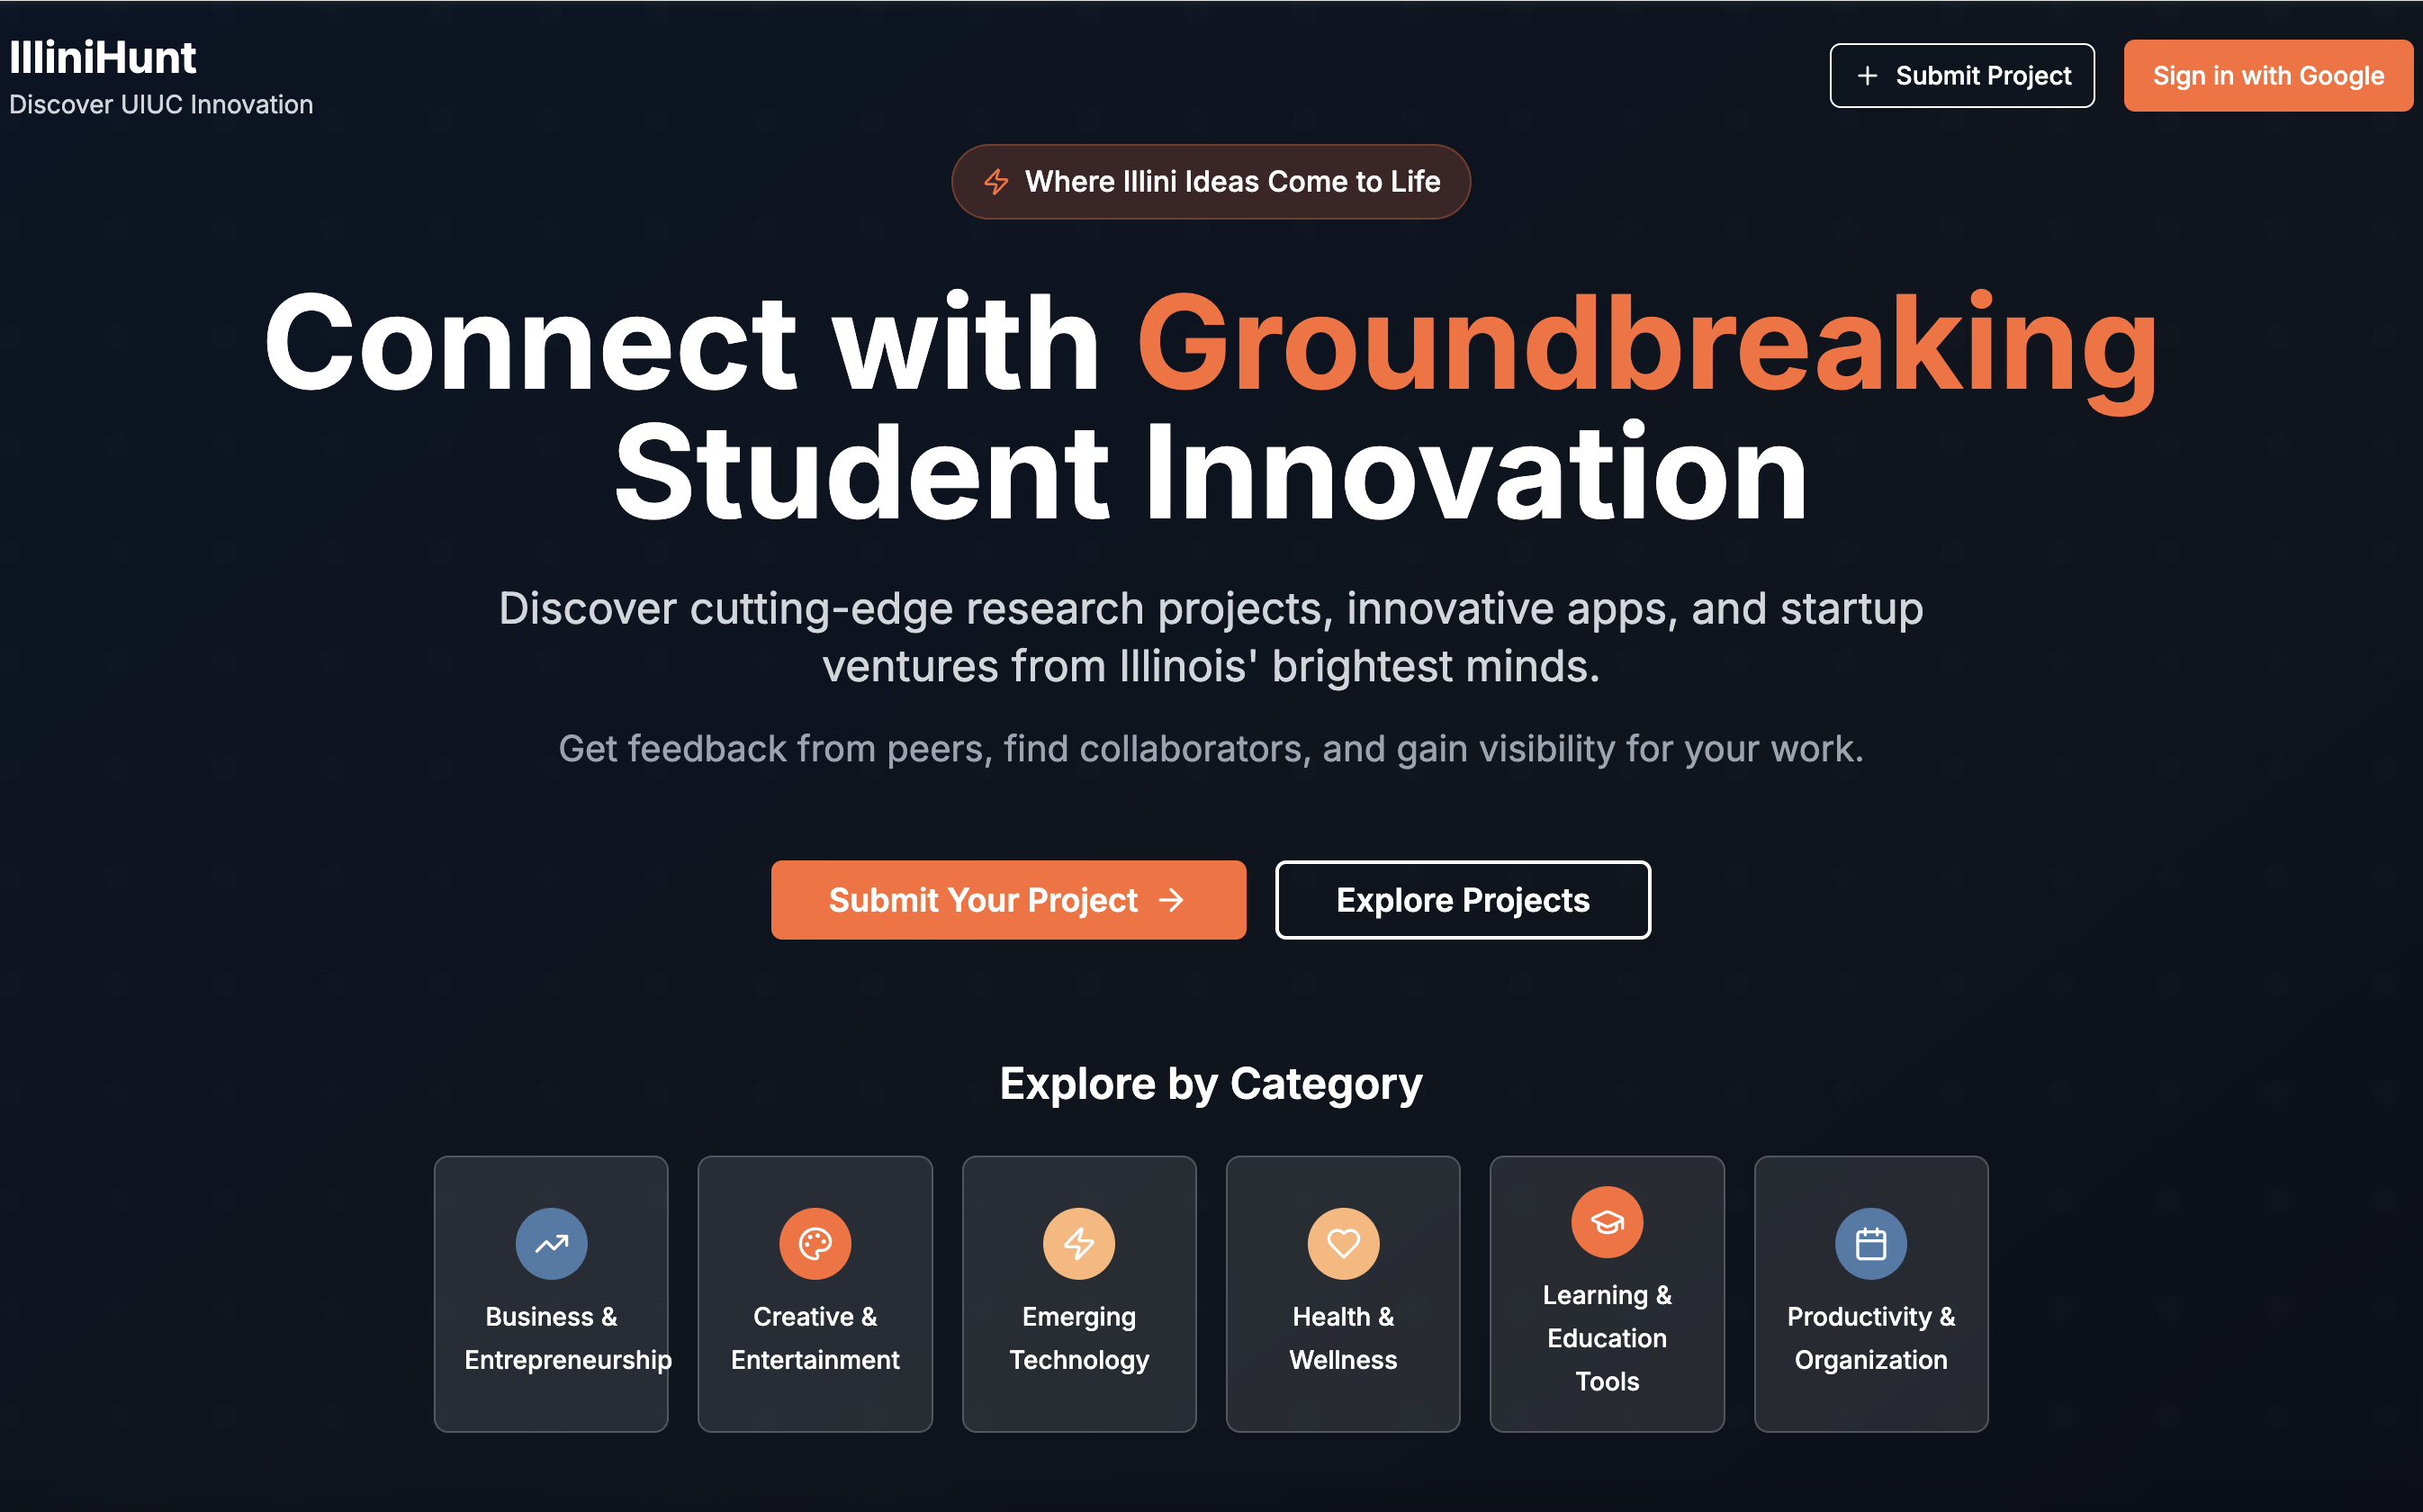 IlliniHunt
Discover UIUC Innovation
Submit Project
Sign in with Google
Where Illini Ideas Come to Life
Connect with Groundbreaking
Student Innovation
Discover cutting-edge research projects, innovative apps, and startup
ventures from Illinois' brightest minds.
Get feedback from peers, find collaborators, and gain visibility for your work.
Submit Your Project
Explore Projects
Explore by Category
Business &
Entrepreneurship
Creative &
Entertainment
Emerging
Technology
Health &
Wellness
Learning &
Education
Tools
Productivity &
Organization